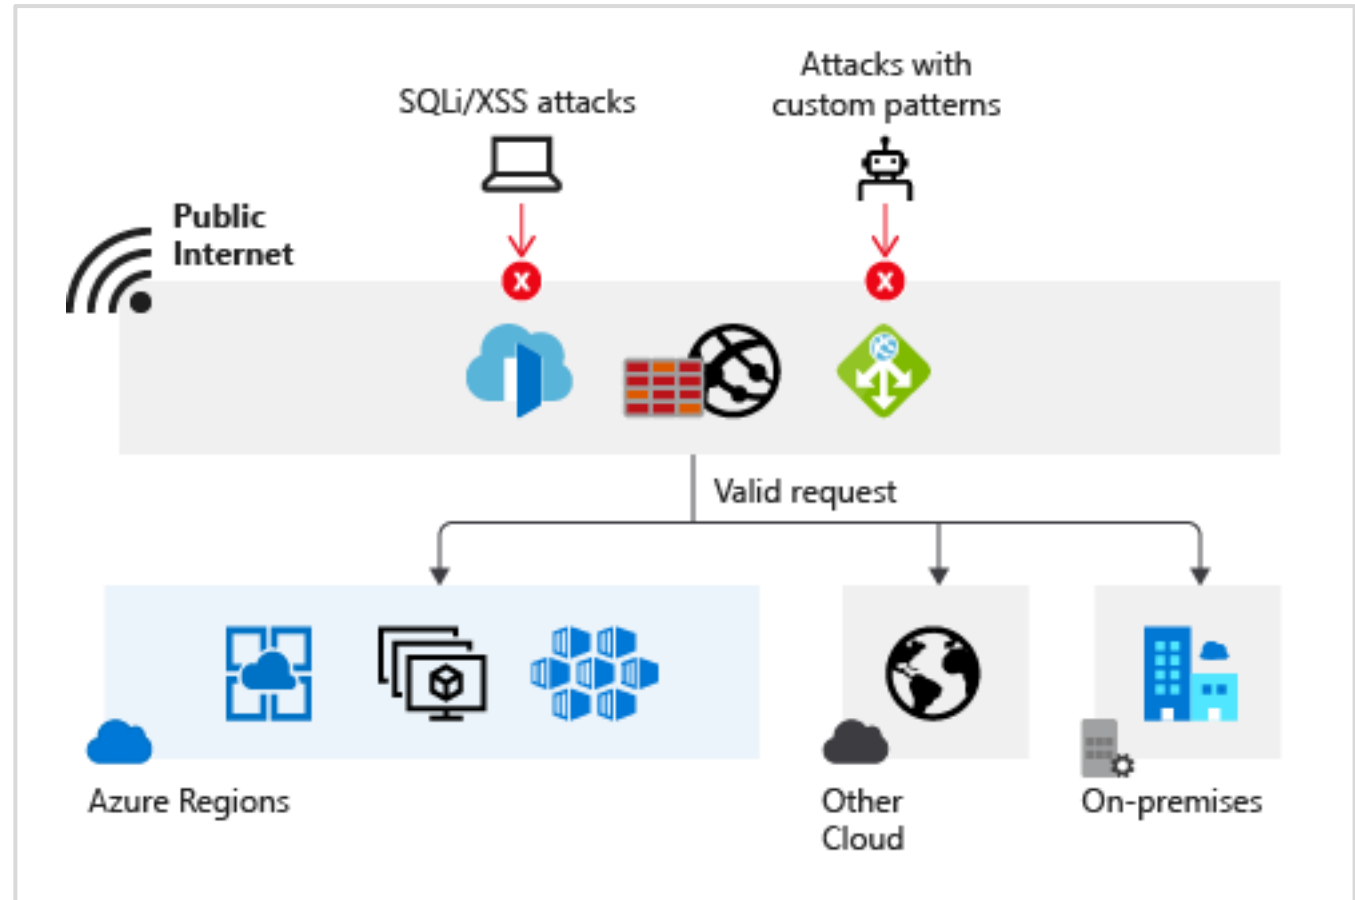 Attacks with
custom patterns
SQLi/XSS attacks
Public
Internet
X
X
Valid request
Azure Regions
Other
Cloud
On-premises